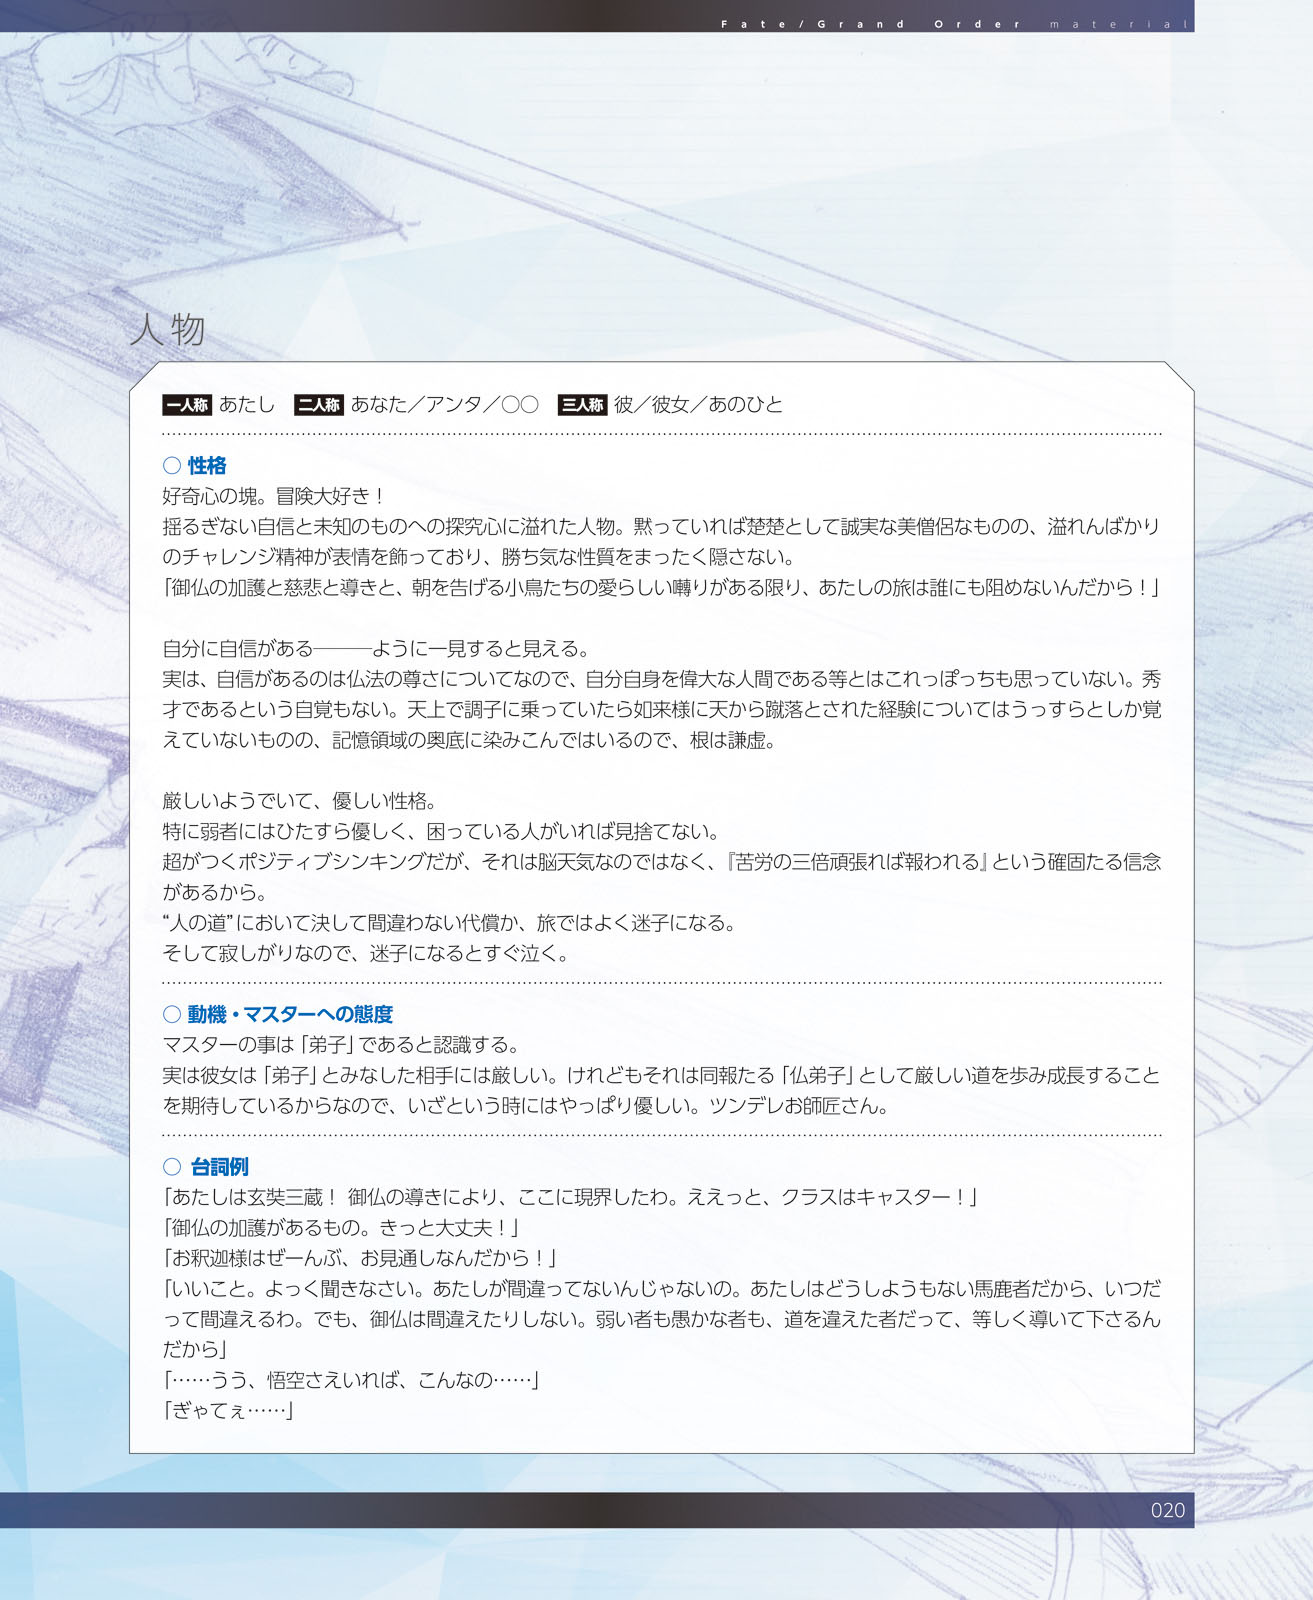 Fate/Grand Order material
人物
一人称 あたし 二人称 あなた／アンタ／○○ 三人称 彼／彼女／あのひと
○ 性格
好奇心の塊。冒険大好き！
揺るぎない自信と未知のものへの探究心に溢れた人物。黙っていれば楚楚として誠実な美僧侶なものの、溢れんばかり
のチャレンジ精神が表情を飾っており、勝ち気な性質をまったく隠さない。
「御仏の加護と慈悲と導きと、朝を告げる小鳥たちの愛らしい囀りがある限り、あたしの旅は誰にも阻めないんだから！」
自分に自信がある───ように一見すると見える。
実は、自信があるのは仏法の尊さについてなので、自分自身を偉大な人間である等とはこれっぽっちも思っていない。秀
才であるという自覚もない。天上で調子に乗っていたら如来様に天から蹴落とされた経験についてはうっすらとしか覚
えていないものの、記憶領域の奥底に染みこんではいるので、根は謙虚。
厳しいようでいて、優しい性格。
特に弱者にはひたすら優しく、困っている人がいれば見捨てない。
超がつくポジティブシンキングだが、それは脳天気なのではなく、『苦労の三倍頑張れば報われる』という確固たる信念
があるから。
“人の道”において決して間違わない代償か、旅ではよく迷子になる。
そして寂しがりなので、迷子になるとすぐ泣く。
○ 動機・マスターへの態度
マスターの事は「弟子」であると認識する。
実は彼女は「弟子」とみなした相手には厳しい。けれどもそれは同報たる「仏弟子」として厳しい道を歩み成長すること
を期待しているからなので、いざという時にはやっぱり優しい。ツンデレお師匠さん。
○ 台詞例
「あたしは玄奘三蔵！ 御仏の導きにより、ここに現界したわ。ええっと、クラスはキャスター！」
「御仏の加護があるもの。きっと大丈夫！」
「お釈迦様はぜーんぶ、お見通しなんだから！」
「いいこと。よっく聞きなさい。あたしが間違ってないんじゃないの。あたしはどうしようもない馬鹿者だから、いつだ
って間違えるわ。でも、御仏は間違えたりしない。弱い者も愚かな者も、道を違えた者だって、等しく導いて下さるん
だから」
「……うう、悟空さえいれば、こんなの……」
「ぎゃてぇ……」
020